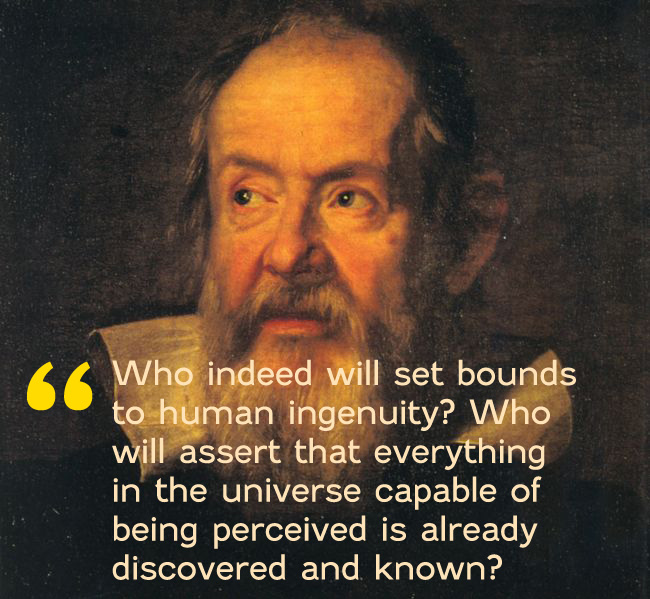 “
Who indeed will set bounds
to human ingenuity? Who
will assert that everything
in the universe capable of
being perceived is already
discovered and known?